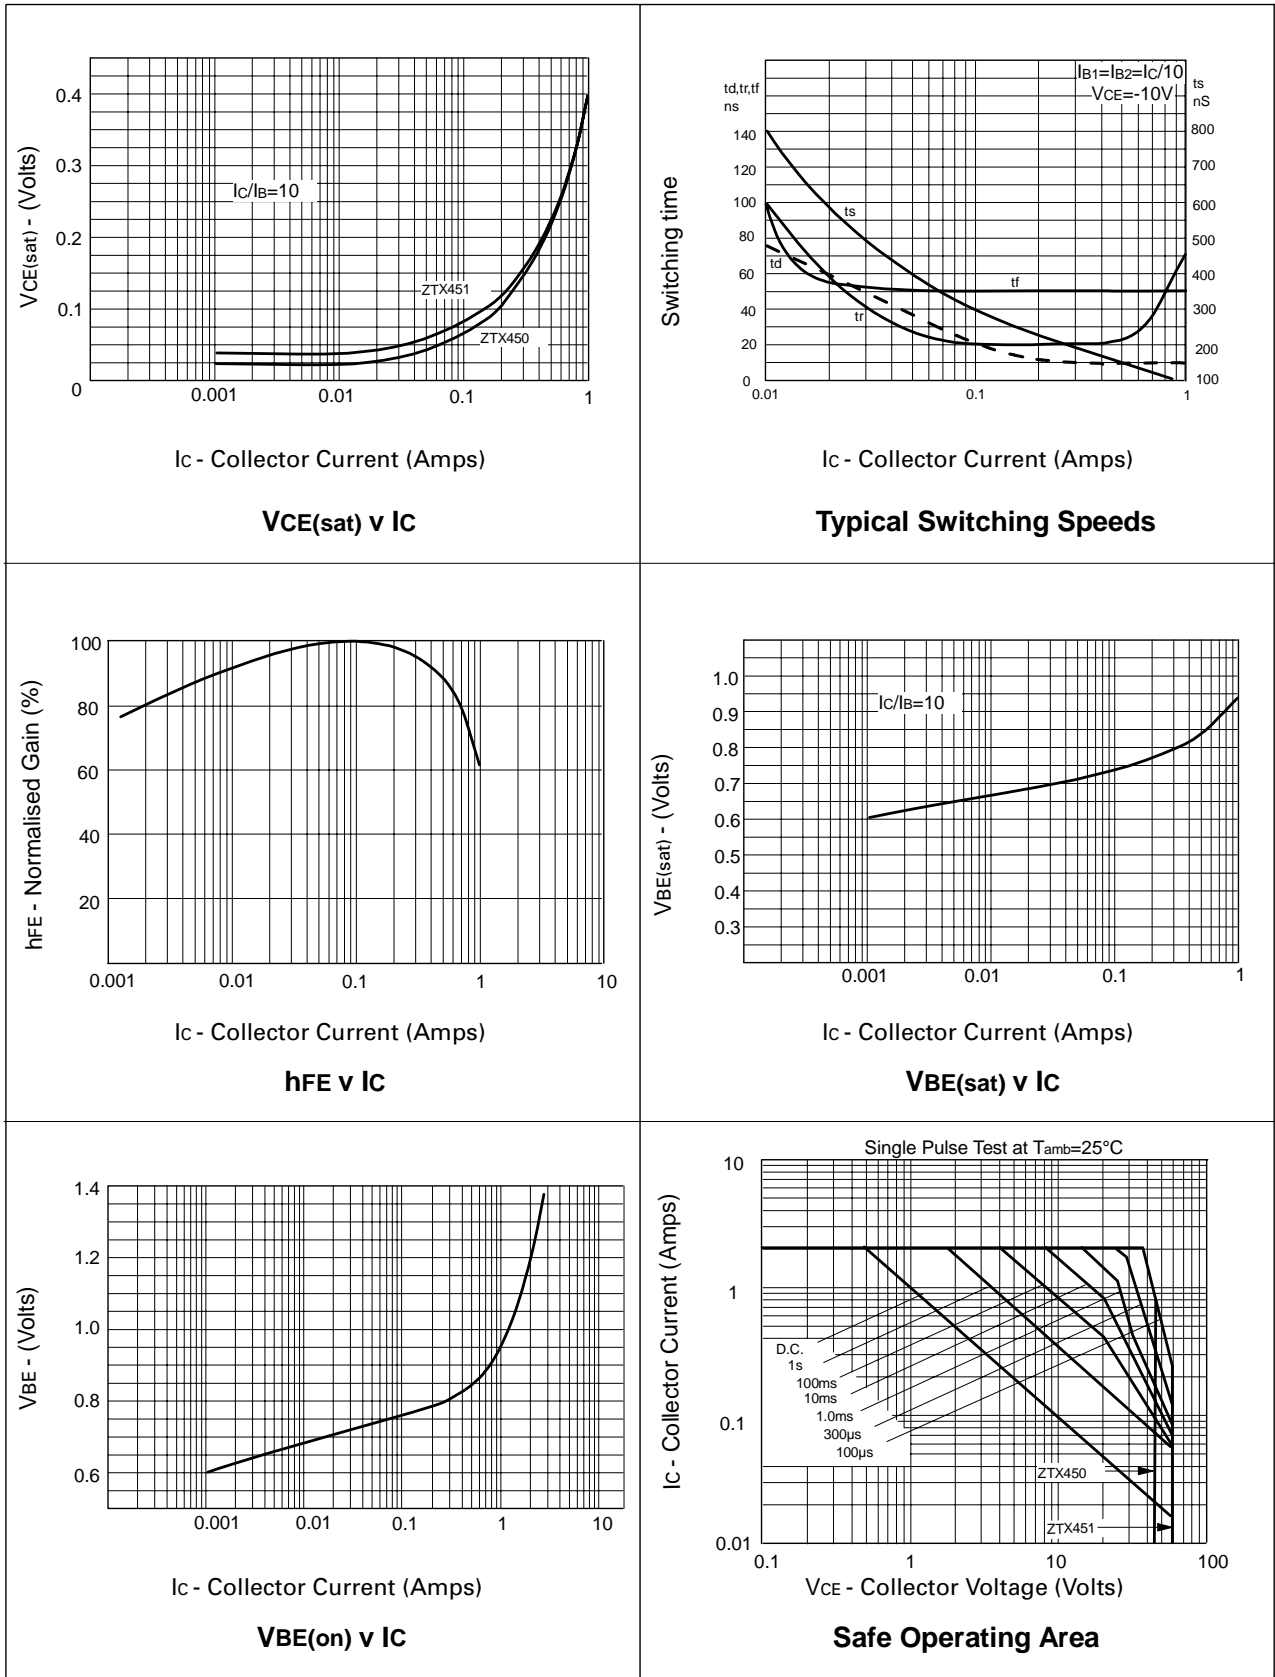 0.4
0.3
0.2
0.1
0
VCE(sat) - (Volts)
IC/IB=10
ZTX451
ZTX450
0.001
0.01
0.1
1
IC - Collector Current (Amps)
VCE(sat) v IC
td,tr,tf
ns
140
120
100
80
60
40
20
0
Switching time
IB1=IB2=IC/10
VCE=-10V
ts
nS
800
700
600
500
400
300
200
100
ts
td
tf
tr
0.01
0.1
1
IC - Collector Current (Amps)
Typical Switching Speeds
100
80
60
40
20
hFE - Normalised Gain (%)
0.001
0.01
0.1
1
10
IC - Collector Current (Amps)
hFE v IC
1.0
0.9
0.8
0.7
0.6
0.5
0.4
0.3
VBE(sat) - (Volts)
IC/IB=10
0.001
0.01
0.1
1
IC - Collector Current (Amps)
VBE(sat) v IC
1.4
1.2
1.0
0.8
0.6
VBE - (Volts)
0.001
0.01
0.1
1
10
IC - Collector Current (Amps)
VBE(on) v IC
Single Pulse Test at Tamb=25°C
10
1
0.1
0.01
IC - Collector Current (Amps)
D.C.
1s
100ms
10ms
1.0ms
300µs
100µs
ZTX450
ZTX451
0.1
1
10
100
VCE - Collector Voltage (Volts)
Safe Operating Area